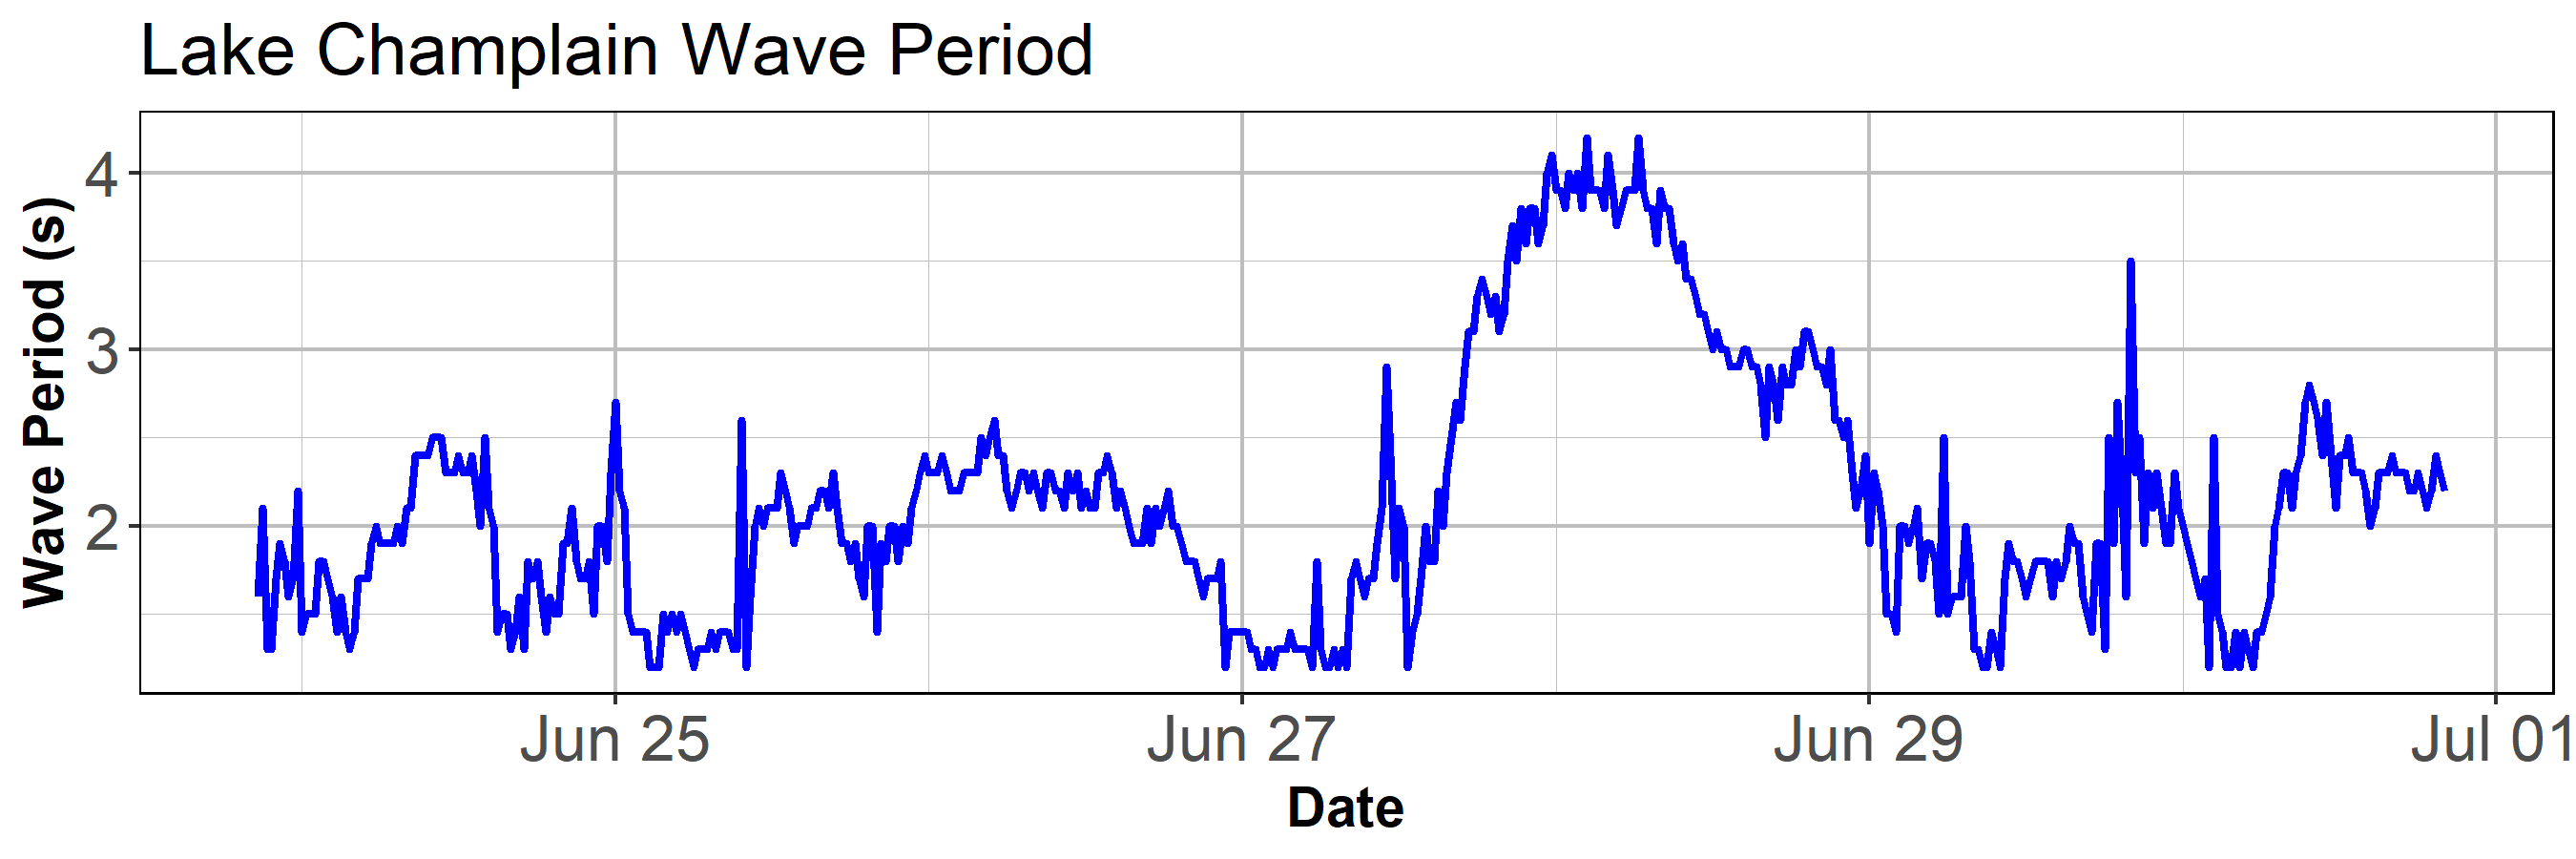 Lake Champlain Wave Period
Wave Period (s)
4
3
2
Jun 25
Jun 27
Jun 29
Jul 01
Date